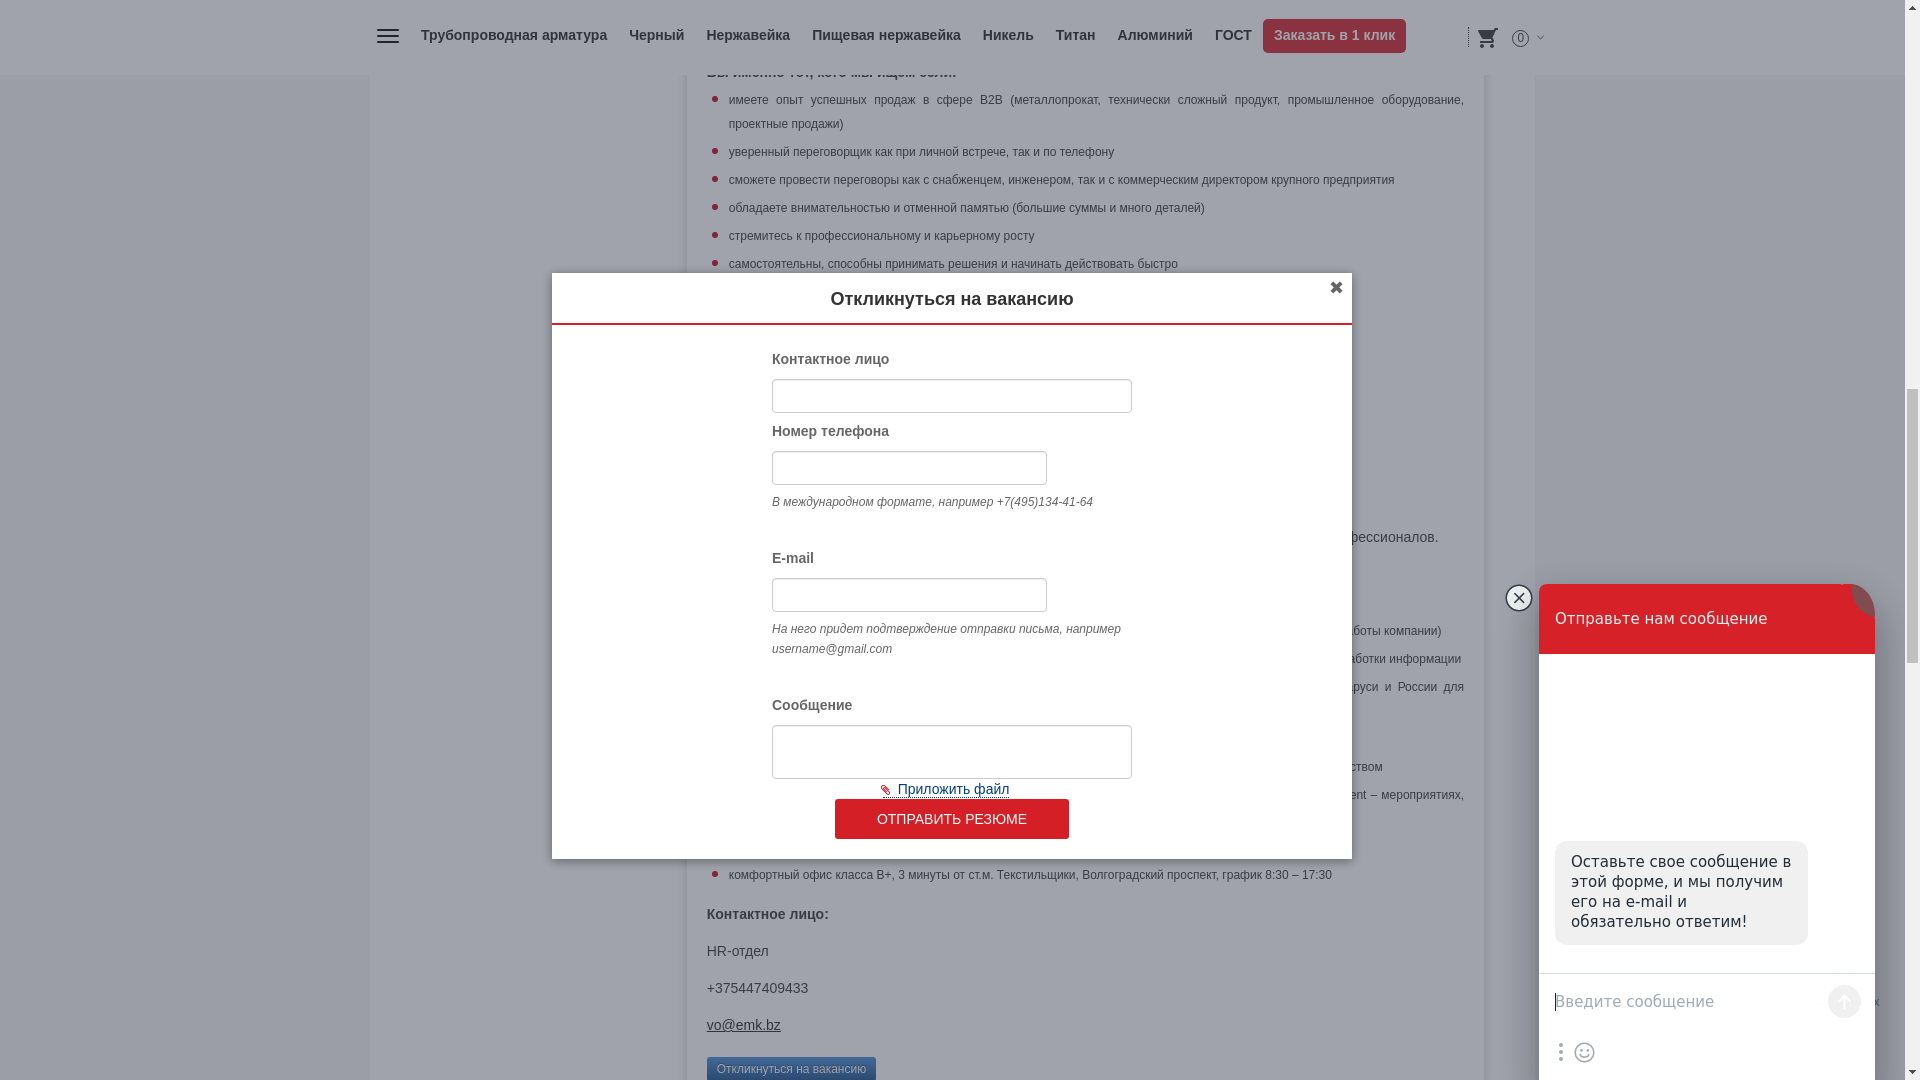 Трубопроводная арматура Черный Нержавейка Пищевая нержавейка Никель Титан Алюминий ГОСТ Заказать в 1 клик 0
имеете опыт успешных продаж в сфере B2B (металлопрокат, технически сложный продукт, промышленное оборудование,
проектные продажи)
уверенный переговорщик как при личной встрече, так и по телефону
сможете провести переговоры как с снабженцем, инженером, так и с коммерческим директором крупного предприятия
обладаете внимательностью и отменной памятью (большие суммы и много деталей)
стремитесь к профессиональному и карьерному росту
самостоятельны, способны принимать решения и начинать действовать быстро
Откликнуться на вакансию
✖
Контактное лицо
Номер телефона
В международном формате, например +7(495)134-41-64
E-mail
На него придет подтверждение отправки письма, например
username@gmail.com
Сообщение
Приложить файл
ОТПРАВИТЬ РЕЗЮМЕ
фессионалов.
боты компании)
аботки информации
аруси и России для
ством
ent – мероприятиях,
комфортный офис класса В+, 3 минуты от ст.м. Текстильщики, Волгоградский проспект, график 8:30 – 17:30
Контактное лицо:
HR-отдел
+375447409433
vo@emk.bz
Откликнуться на вакансию
Отправьте нам сообщение
Оставьте свое сообщение в
этой форме, и мы получим
его на e-mail и
обязательно ответим!
Введите сообщение